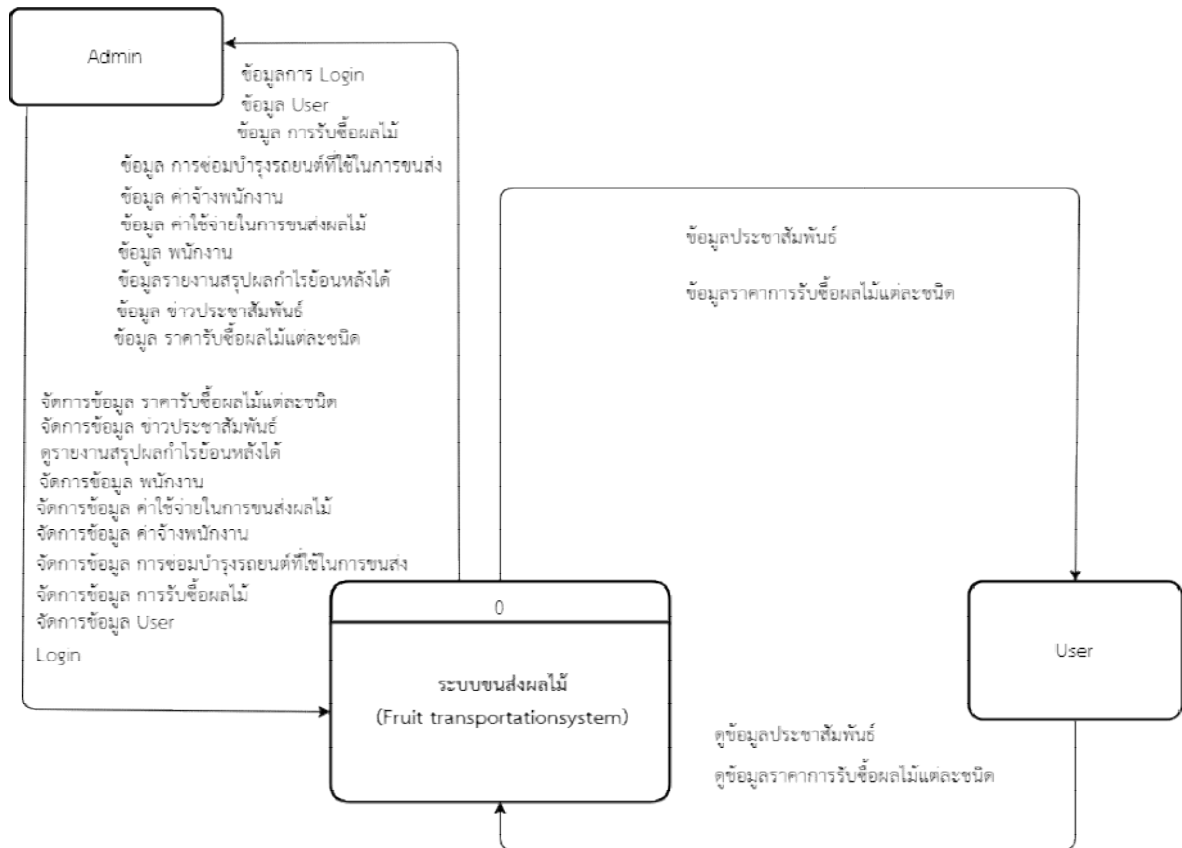 Admin
ข้อมูลการ Login
ข้อมูล User
ข้อมูล การรับซื้อผลไม้
ข้อมูล การซ่อมบำรุงรถยนต์ที่ใช้ในการขนส่ง
ข้อมูล ค่าจ้างพนักงาน
ข้อมูล ค่าใช้จ่ายในการขนส่งผลไม้
ข้อมูล พนักงาน
ข้อมูลรายงานสรุปผลกำไรย้อนหลังได้
ข้อมูล ข่าวประชาสัมพันธ์
ข้อมูล ราคารับซื้อผลไม้แต่ละชนิด
ข้อมูลประชาสัมพันธ์
ข้อมูลราคาการรับซื้อผลไม้แต่ละชนิด
จัดการข้อมูล ราคารับซื้อผลไม้แต่ละชนิด
จัดการข้อมูล ข่าวประชาสัมพันธ์
ดูรายงานสรุปผลกำไรย้อนหลังได้
จัดการข้อมูล พนักงาน
จัดการข้อมูล ค่าใช้จ่ายในการขนส่งผลไม้
จัดการข้อมูล ค่าจ้างพนักงาน
จัดการข้อมูล การซ่อมบำรุงรถยนต์ที่ใช้ในการขนส่ง
จัดการข้อมูล การรับซื้อผลไม้
จัดการข้อมูล User
Login
0
ระบบขนส่งผลไม้
(Fruit transportationsystem)
User
ดูข้อมูลประชาสัมพันธ์
ดูข้อมูลราคาการรับซื้อผลไม้แต่ละชนิด